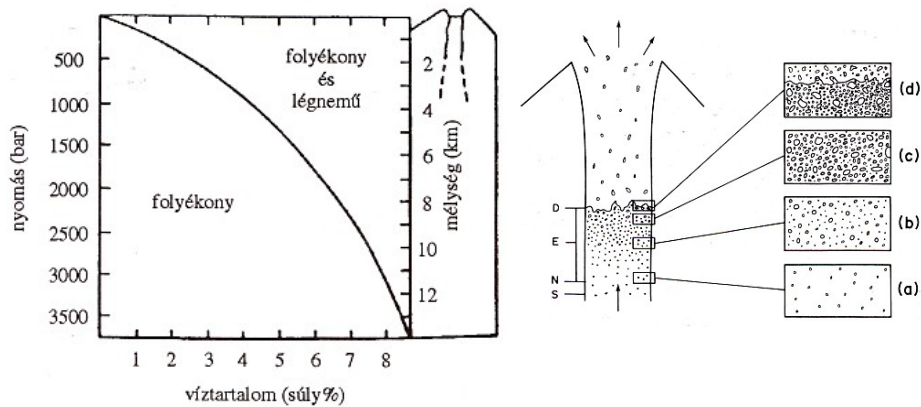 500
1000
1500
2000
2500
3000
3500
nyomás (bar)
folyékony
és
légnemű
folyékony
1 2 3 4 5 6 7 8
víztartalom (súly%)
2
4
6
8
10
12
mélység (km)
D
E
N
S
(d)
(c)
(b)
(a)